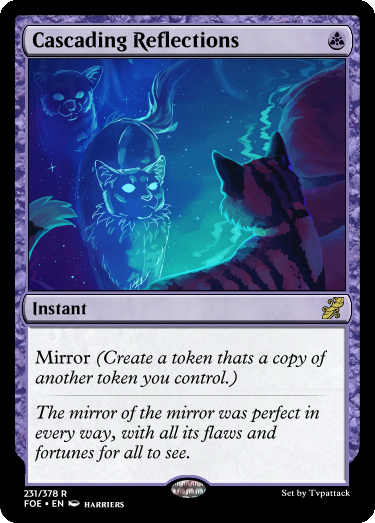 Cascading Reflections
Instant
Mirror (Create a token thats a copy of
another token you control.)
The mirror of the mirror was perfect in
every way, with all its flaws and
fortunes for all to see.
231/378 R
FOE • EN HARRIERS
Set by Tvpattack